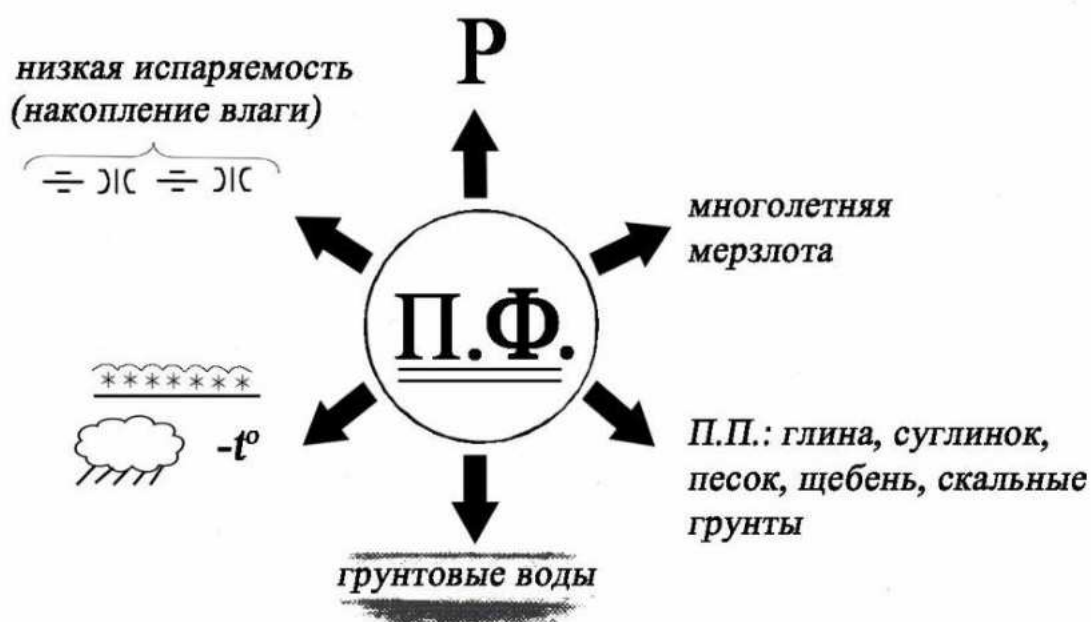 Р
низкая испаряемость
(накопление влаги)
многолетняя
мерзлота
П.Ф.
-t°
П.П.: глина, суглинок,
песок, щебень, скальные
грунты
грунтовые воды